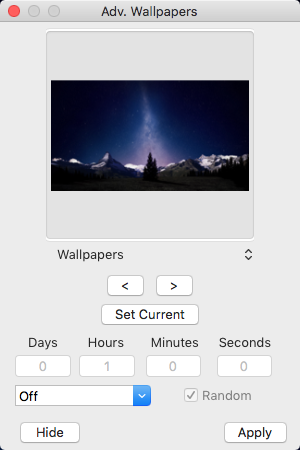 Adv. Wallpapers
Wallpapers
< >
Set Current
Days Hours Minutes Seconds
0 1 0 0
Off Random
Hide Apply